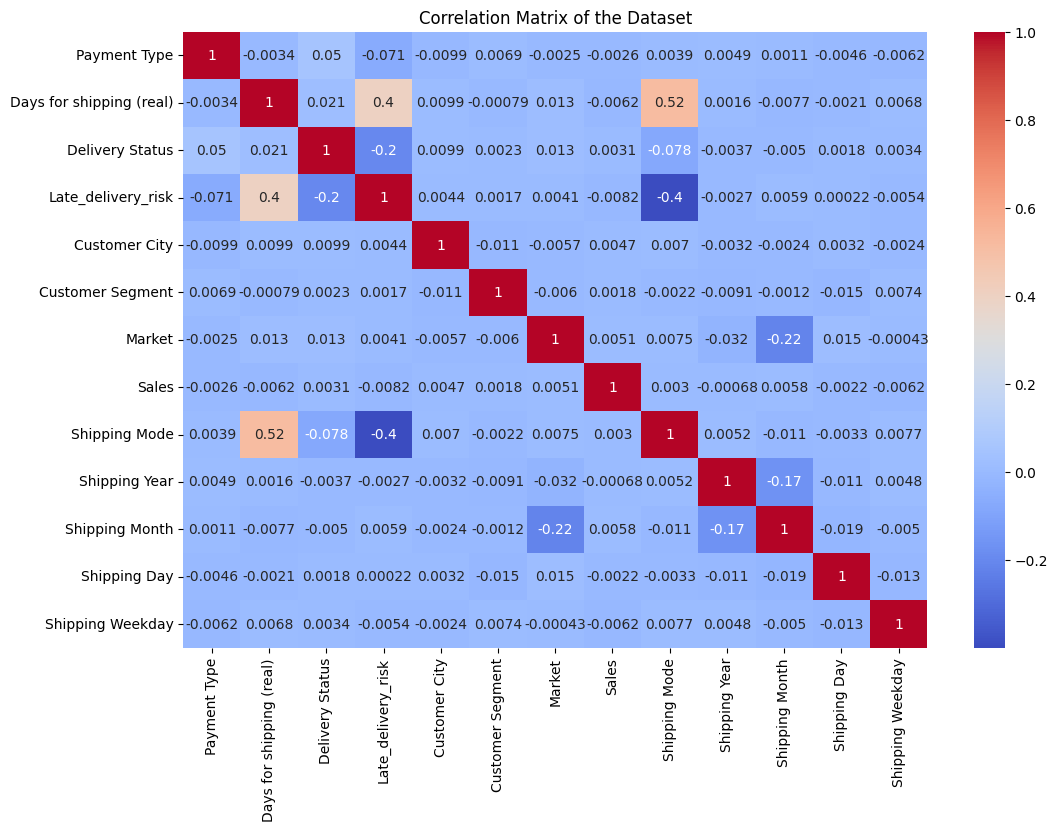 Correlation Matrix of the Dataset
Payment Type 1 -0.0034 0.05 -0.071 -0.0099 0.0069 -0.0025 -0.0026 0.0039 0.0049 0.0011 -0.0046 -0.0062
Days for shipping (real) -0.0034 1 0.021 0.4 0.0099 -0.00079 0.013 -0.0062 0.52 0.0016 -0.0077 -0.0021 0.0068
Delivery Status 0.05 0.021 1 -0.2 0.0099 0.0023 0.013 0.0031 -0.078 -0.0037 -0.005 0.0018 0.0034
Late_delivery_risk -0.071 0.4 -0.2 1 0.0044 0.0017 0.0041 -0.0082 -0.4 -0.0027 0.0059 0.00022 -0.0054
Customer City -0.0099 0.0099 0.0099 0.0044 1 -0.011 -0.0057 0.0047 0.007 -0.0032 -0.0024 0.0032 -0.0024
Customer Segment 0.0069 -0.00079 0.0023 0.0017 -0.011 1 -0.006 0.0018 -0.0022 -0.0091 -0.0012 -0.015 0.0074
Market -0.0025 0.013 0.013 0.0041 -0.0057 -0.006 1 0.0051 0.0075 -0.032 -0.22 0.015 -0.00043
Sales -0.0026 -0.0062 0.0031 -0.0082 0.0047 0.0018 0.0051 1 0.003 -0.00068 0.0058 -0.0022 -0.0062
Shipping Mode 0.0039 0.52 -0.078 -0.4 0.007 -0.0022 0.0075 0.003 1 0.0052 -0.011 -0.0033 0.0077
Shipping Year 0.0049 0.0016 -0.0037 -0.0027 -0.0032 -0.0091 -0.032 -0.00068 0.0052 1 -0.17 -0.011 0.0048
Shipping Month 0.0011 -0.0077 -0.005 0.0059 -0.0024 -0.0012 -0.22 0.0058 -0.011 -0.17 1 -0.019 -0.005
Shipping Day -0.0046 -0.0021 0.0018 0.00022 0.0032 -0.015 0.015 -0.0022 -0.0033 -0.011 -0.019 1 -0.013
Shipping Weekday -0.0062 0.0068 0.0034 -0.0054 -0.0024 0.0074 -0.00043 -0.0062 0.0077 0.0048 -0.005 -0.013 1
Payment Type
Days for shipping (real)
Delivery Status
Late_delivery_risk
Customer City
Customer Segment
Market
Sales
Shipping Mode
Shipping Year
Shipping Month
Shipping Day
Shipping Weekday
1.0
0.8
0.6
0.4
0.2
0.0
−0.2